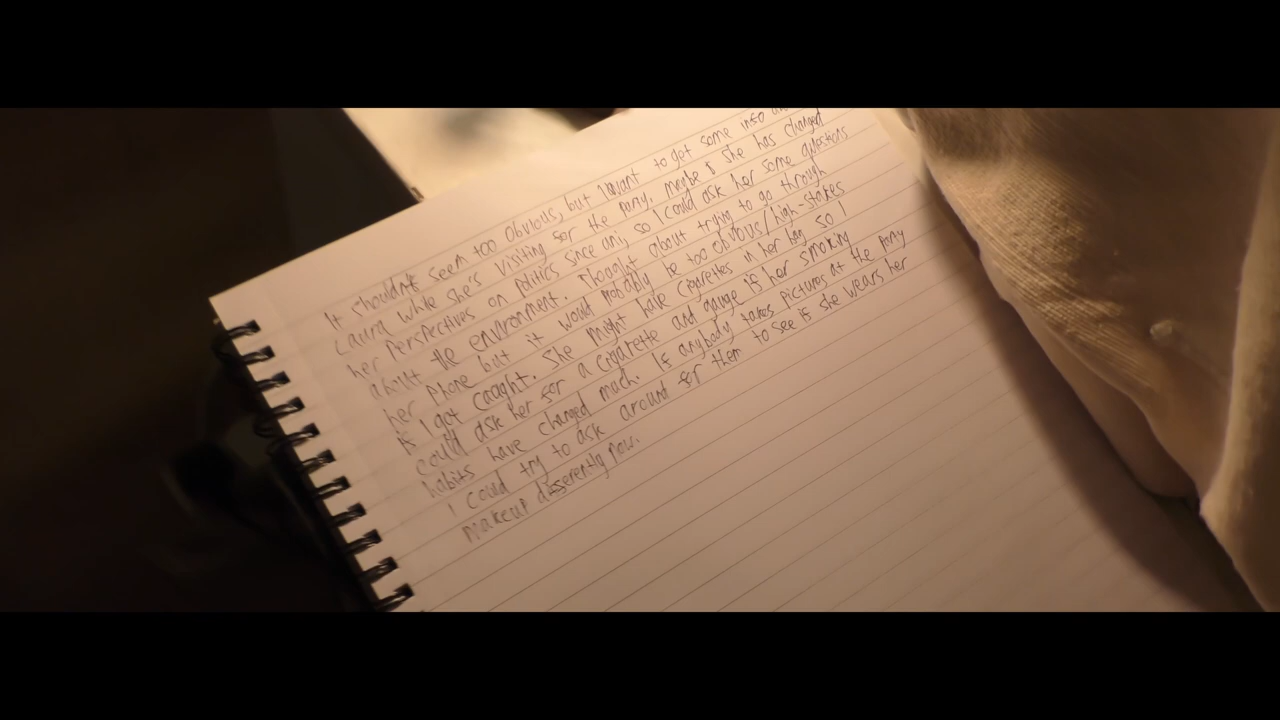 It shouldn't seem too obvious, but I want to get some info
Laura while she's visiting for the party. Maybe she has changed
her perspectives on politics since uni, so I could ask her some questions
about the environment. Thought about trying to go through
her phone but it would probably be too obvious/high-stakes
if I get caught. She might have cigarettes in her bag so I
could ask her for a cigarette and gauge if her smoking
habits have changed much. If anybody takes pictures at the party
I could try to ask around for them to see if she wears her
makeup differently now.